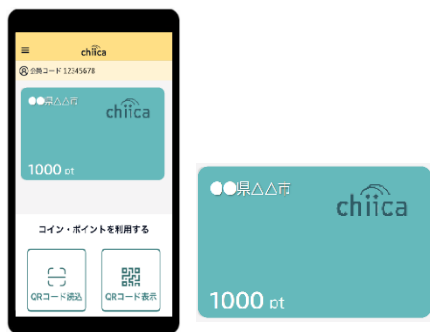 chiica
会員コード 12345678
●●県△△市
chiica
1000 pt
コイン・ポイントを利用する
QRコード読込
QRコード表示
●●県△△市
chiica
1000 pt